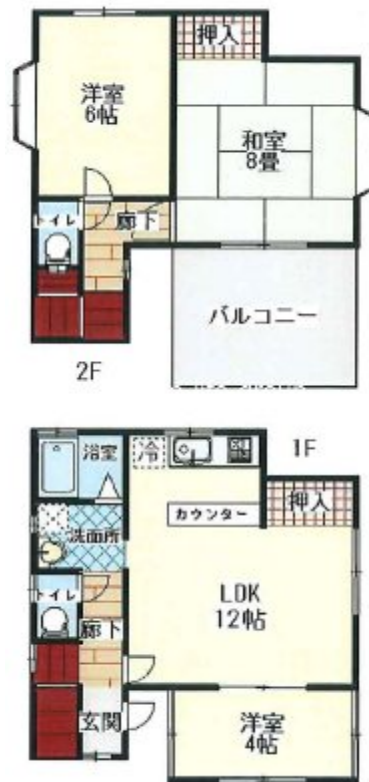 押入
洋室
6帖
和室
8畳
トイレ
廊下
バルコニー
2F
1F
浴室
冷
押入
カウンター
洗面所
LDK
12帖
トイレ
廊下
玄関
洋室
4帖